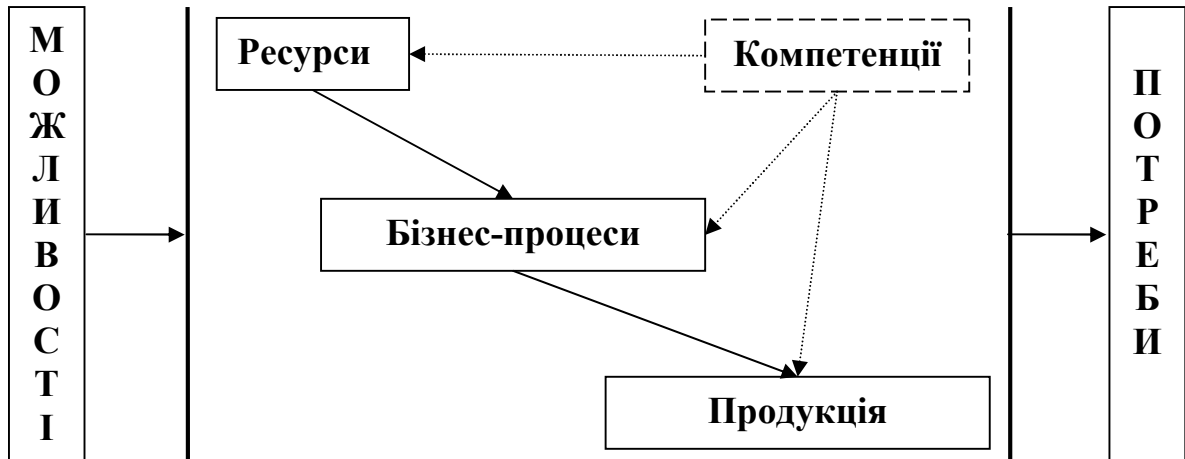 МОЖЛИВОСТІ
Ресурси
Компетенції
Бізнес-процеси
Продукція
ПОТРЕБИ